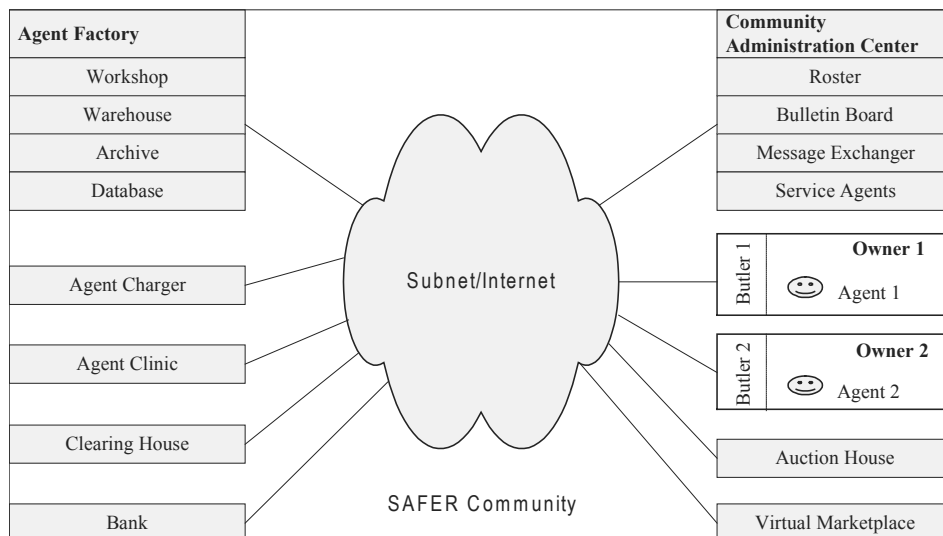 Agent Factory
Workshop
Warehouse
Archive
Database
Agent Charger
Agent Clinic
Clearing House
Bank
Subnet/Internet
SAFER Community
Community
Administration Center
Roster
Bulletin Board
Message Exchanger
Service Agents
Butler 1
Owner 1
Agent 1
Butler 2
Owner 2
Agent 2
Auction House
Virtual Marketplace